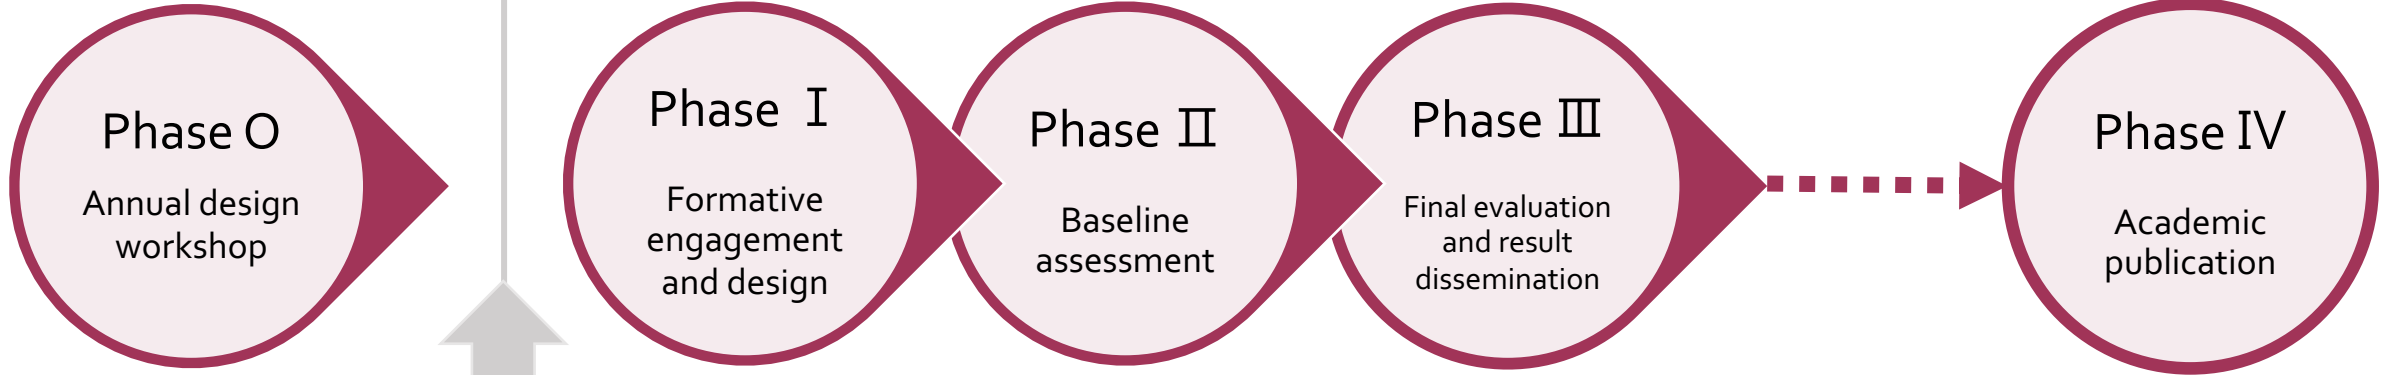 Phase O
Annual design
workshop
Phase I
Formative
engagement
and design
Phase II
Baseline
assessment
Phase III
Final evaluation
and result
dissemination
Phase IV
Academic
publication